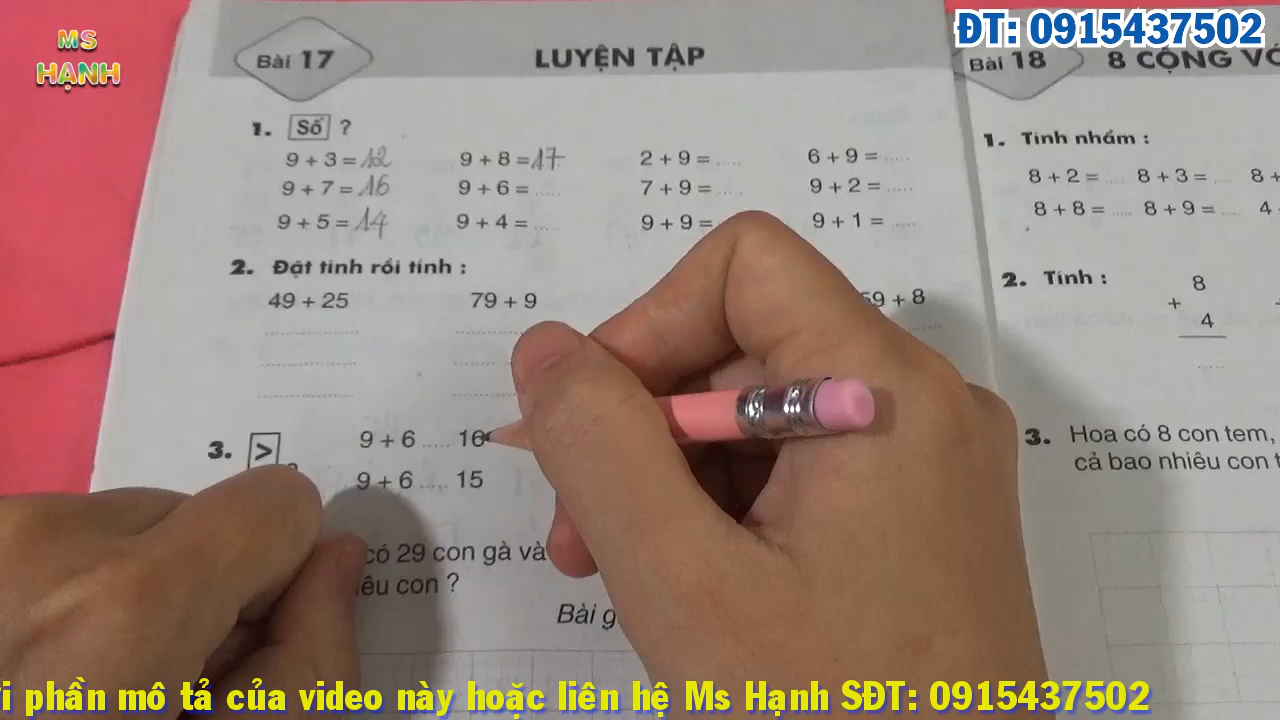 MS
HẠNH
ĐT: 0915437502
Bài 17
LUYỆN TẬP
1. Số ?
9 + 3 = 12
9 + 8 = 17
2 + 9 = .....
6 + 9 = .....
9 + 7 = 16
9 + 6 = .....
7 + 9 = .....
9 + 2 = .....
9 + 5 = 14
9 + 4 = .....
9 + 9 =
9 + 1 = .....
2. Đặt tính rồi tính :
49 + 25
79 + 9
59 + 8
3. >
9 + 6 ..... 16
9 + 6 ..... 15
có 29 con gà và
êu con ?
Bài g
Bài 18
8 CỘNG VỚ
1. Tính nhẩm :
8 + 2 = .....
8 + 3 = .....
8 +
8 + 8 = .....
8 + 9 = .....
4
2. Tính :
8
+
4
.....
3. Hoa có 8 con tem,
cả bao nhiêu con t
i phần mô tả của video này hoặc liên hệ Ms Hạnh SĐT: 0915437502